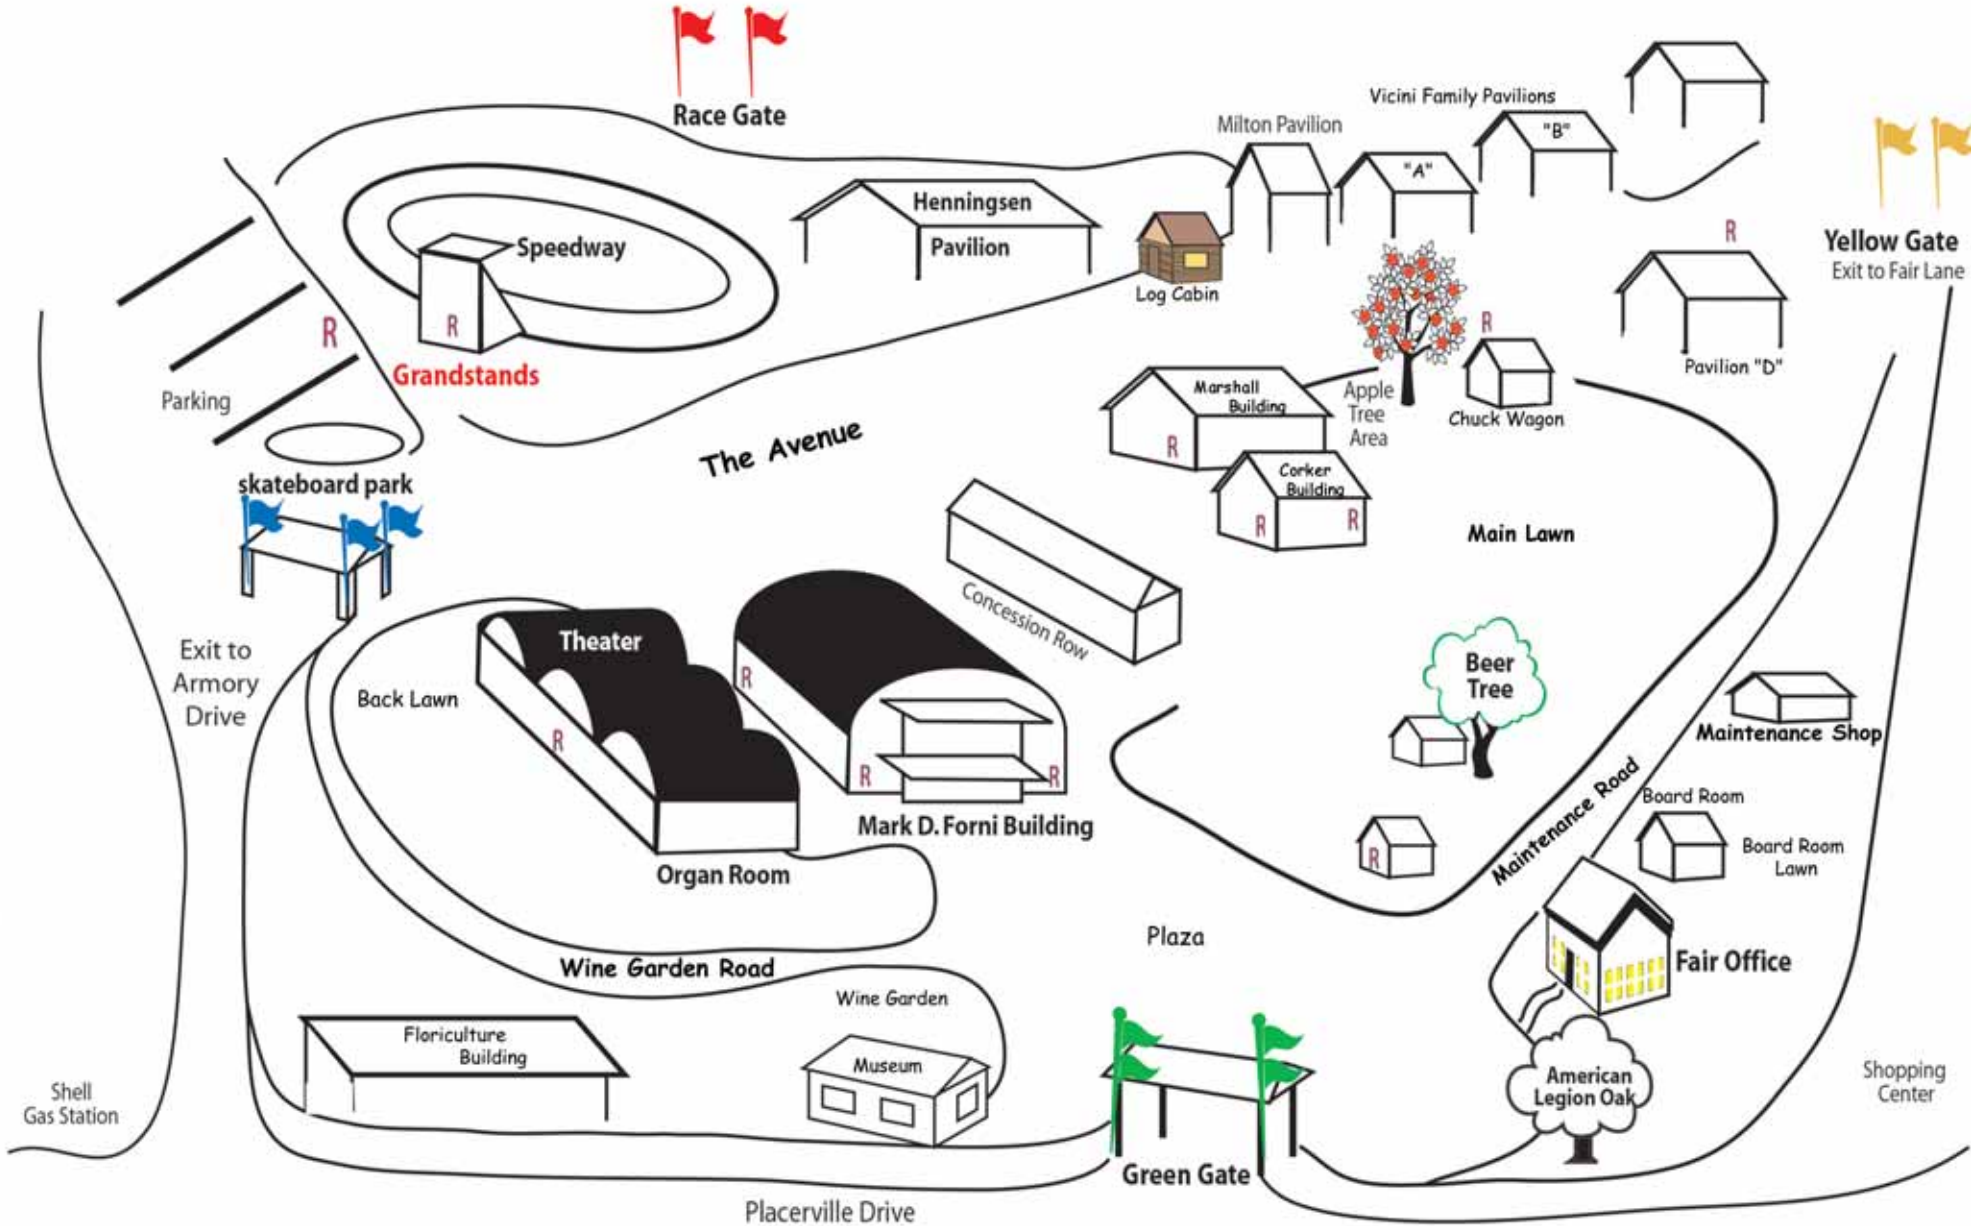 Race Gate
Vicini Family Pavilions
Milton Pavilion
"B"
"A"
Henningsen
Pavilion
Speedway
R
Yellow Gate
Exit to Fair Lane
Log Cabin
R
R
R
Grandstands
Parking
Pavilion "D"
Marshall
Building
Apple
Tree
Area
Chuck Wagon
The Avenue
R
Corker
Building
R
R
skateboard park
Main Lawn
Concession Row
Exit to
Armory
Drive
Back Lawn
Theater
R
R
Beer
Tree
Maintenance Shop
R
R
Mark D. Forni Building
Organ Room
Maintenance Road
Board Room
Board Room
Lawn
R
Plaza
Fair Office
Wine Garden Road
Wine Garden
Floriculture
Building
Museum
American
Legion Oak
Shopping
Center
Shell
Gas Station
Green Gate
Placerville Drive